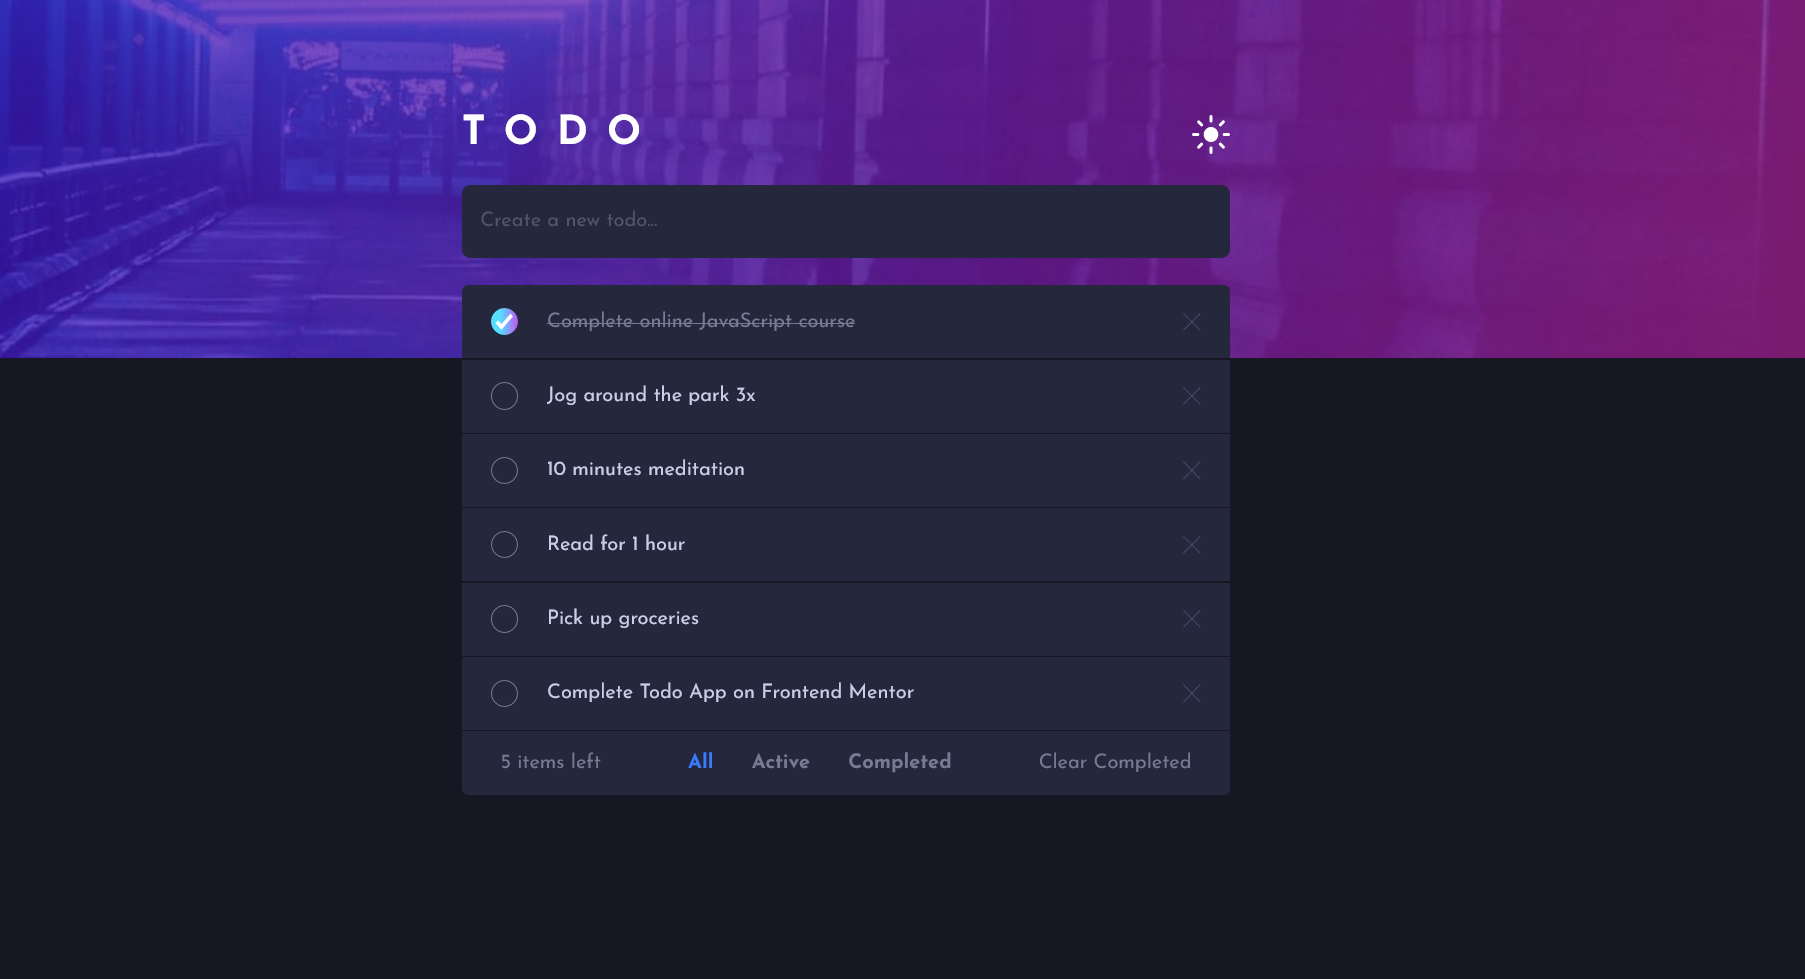 TODO
Create a new todo...
Complete online JavaScript course
Jog around the park 3x
10 minutes meditation
Read for 1 hour
Pick up groceries
Complete Todo App on Frontend Mentor
5 items left All Active Completed Clear Completed